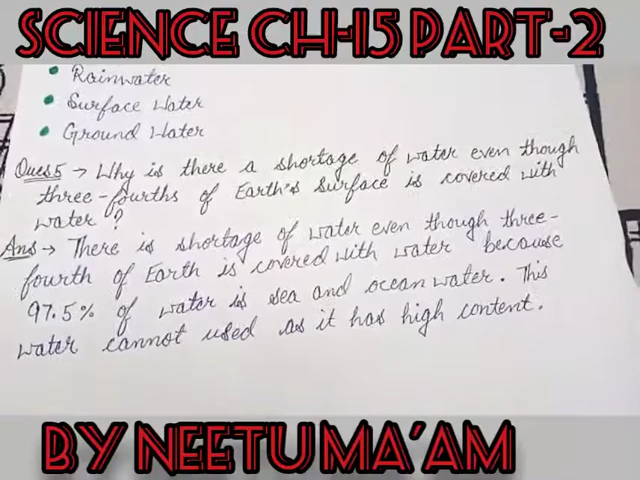 SCIENCE CH-15 PART-2
• Rainwater
• Surface Water
• Ground Water
Ques5 → Why is there a shortage of water even though
three-fourths of Earth's surface is covered with
water?
Ans → There is shortage of water even though three-
fourth of Earth is covered with water because
97.5% of water is sea and ocean water. This
water cannot used as it has high content.
BY NEETU MA'AM